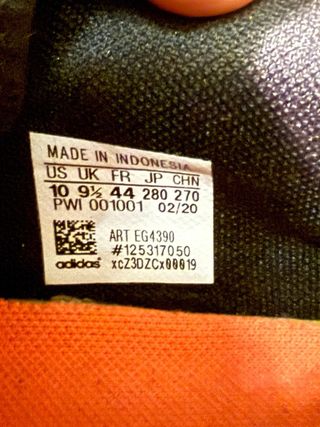 MADE IN INDONESIA
US UK FR JP CHN
10 9½ 44 280 270
PWI 001001 02/20
ART EG4390
#125317050
adidas xcZ3DZCx00019